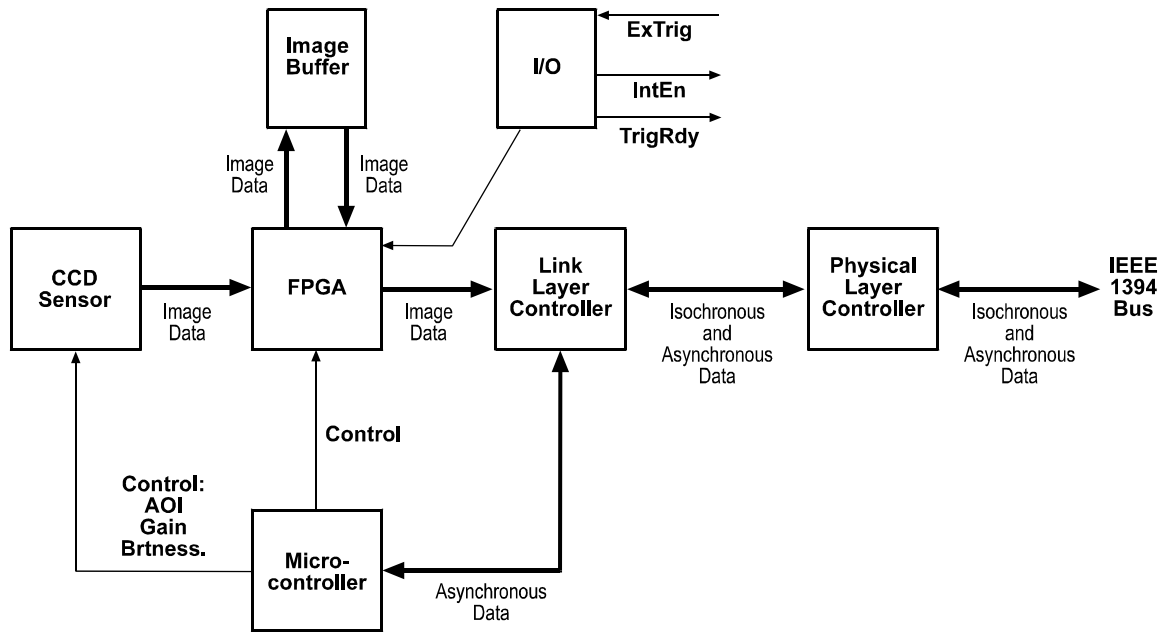 Image
Buffer
I/O
ExTrig
IntEn
TrigRdy
Image
Data
Image
Data
CCD
Sensor
Image
Data
FPGA
Image
Data
Link
Layer
Controller
Isochronous
and
Asynchronous
Data
Physical
Layer
Controller
Isochronous
and
Asynchronous
Data
IEEE
1394
Bus
Control
Control:
AOI
Gain
Brtness.
Micro-
controller
Asynchronous
Data